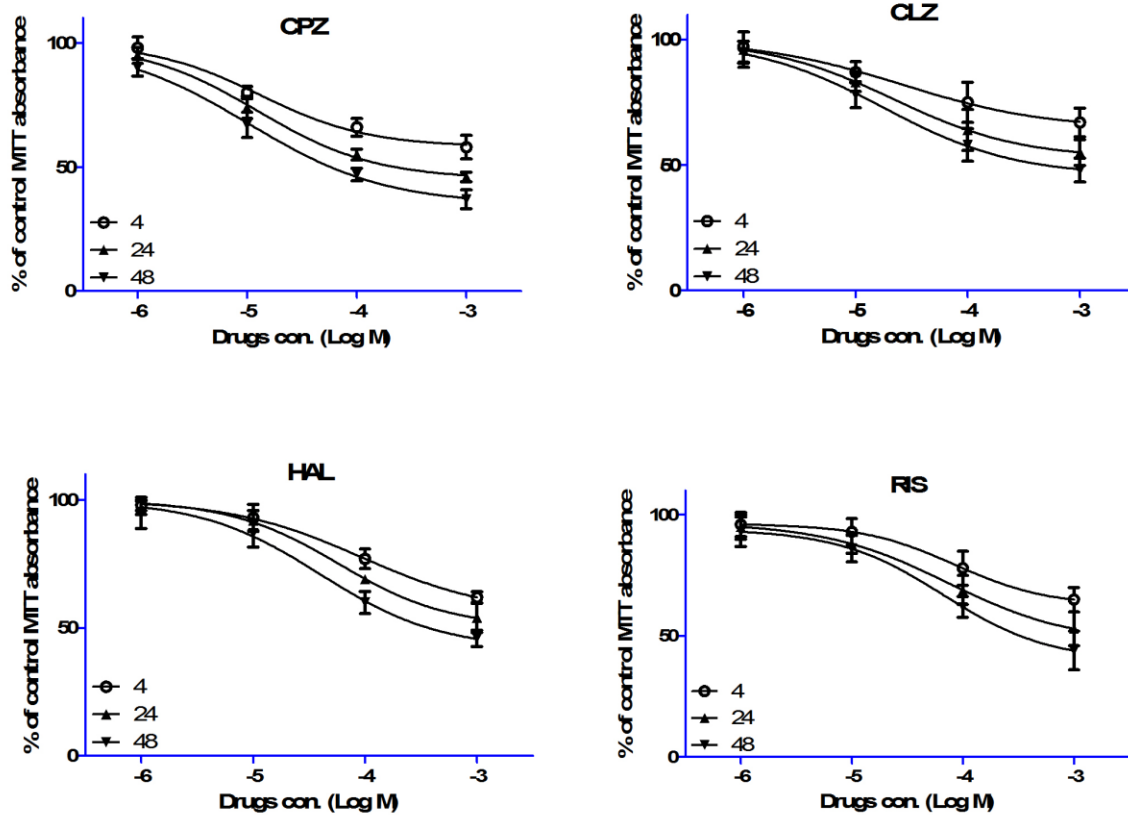 CPZ
% of control MTT absorbance
100
50
0
4
24
48
-6 -5 -4 -3
Drugs con. (Log M)
CLZ
% of control MTT absorbance
100
50
0
4
24
48
-6 -5 -4 -3
Drugs con. (Log M)
HAL
% of control MTT absorbance
100
50
0
4
24
48
-6 -5 -4 -3
Drugs con. (Log M)
RIS
% of control MTT absorbance
100
50
0
4
24
48
-6 -5 -4 -3
Drugs con. (Log M)